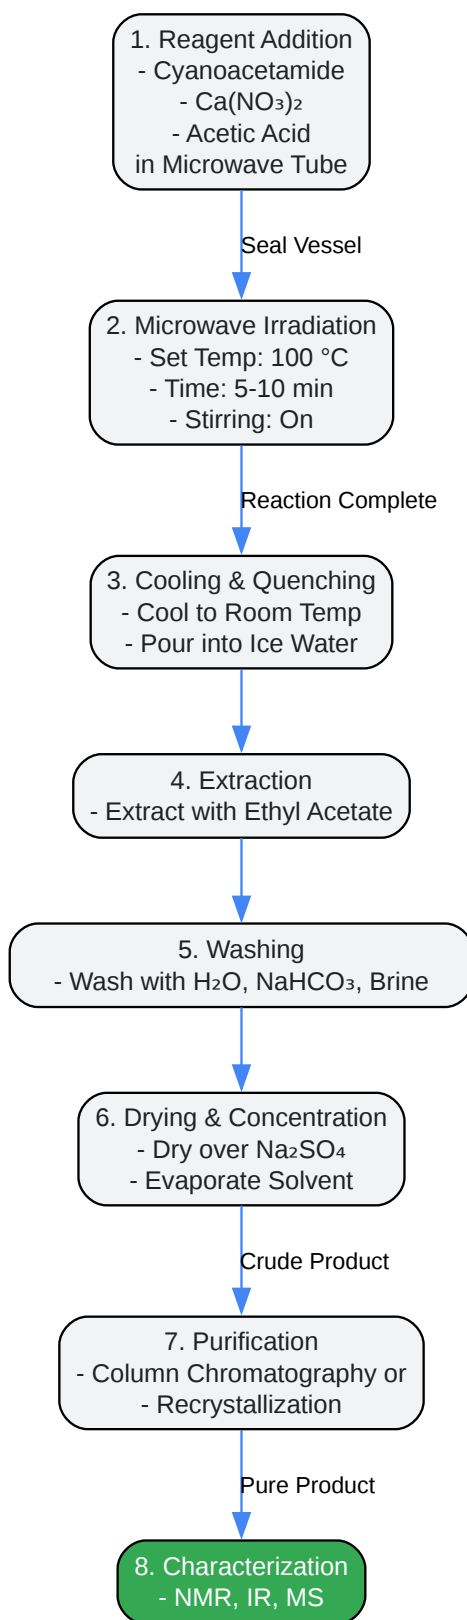 1. Reagent Addition
- Cyanoacetamide
- Ca(NO₃)₂
- Acetic Acid
in Microwave Tube
Seal Vessel
2. Microwave Irradiation
- Set Temp: 100 °C
- Time: 5-10 min
- Stirring: On
Reaction Complete
3. Cooling & Quenching
- Cool to Room Temp
- Pour into Ice Water
4. Extraction
- Extract with Ethyl Acetate
5. Washing
- Wash with H₂O, NaHCO₃, Brine
6. Drying & Concentration
- Dry over Na₂SO₄
- Evaporate Solvent
Crude Product
7. Purification
- Column Chromatography or
- Recrystallization
Pure Product
8. Characterization
- NMR, IR, MS